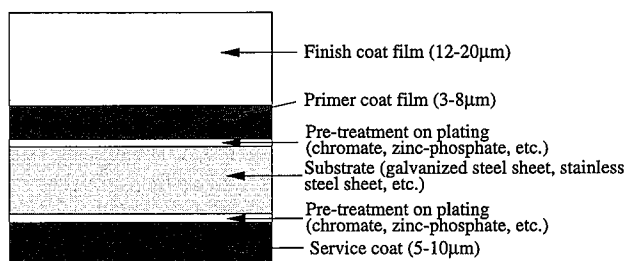 Finish coat film (12-20μm)
Primer coat film (3-8μm)
Pre-treatment on plating
(chromate, zinc-phosphate, etc.)
Substrate (galvanized steel sheet, stainless
steel sheet, etc.)
Pre-treatment on plating
(chromate, zinc-phosphate, etc.)
Service coat (5-10μm)